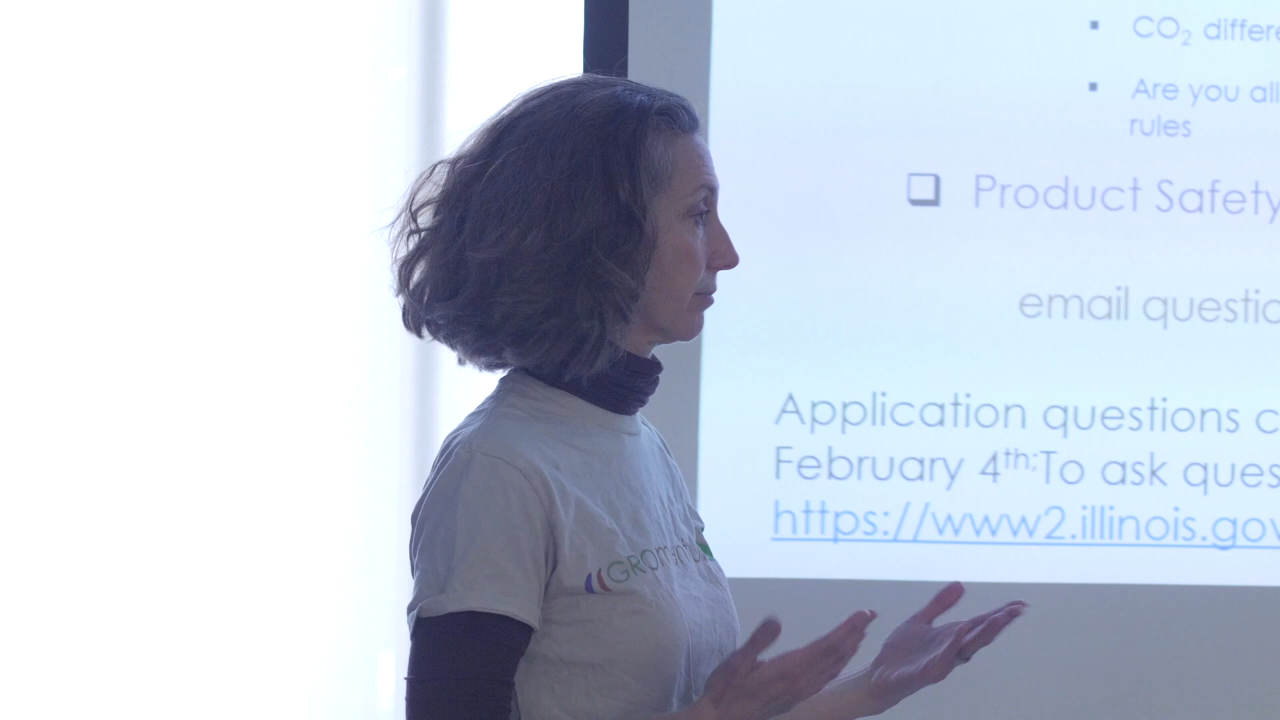 CO₂ differe
Are you all
rules
Product Safety
email questio
Application questions c
February 4th;To ask ques
https://www2.illinois.gov